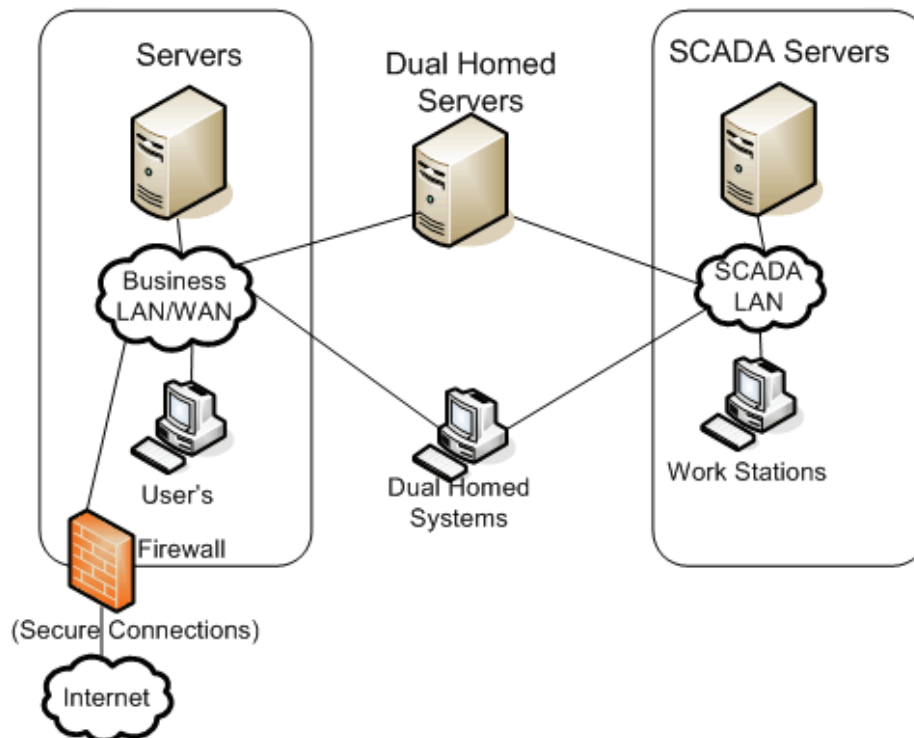 Servers
Dual Homed
Servers
SCADA Servers
Business
LAN/WAN
SCADA
LAN
User's
Dual Homed
Systems
Work Stations
Firewall
(Secure Connections)
Internet